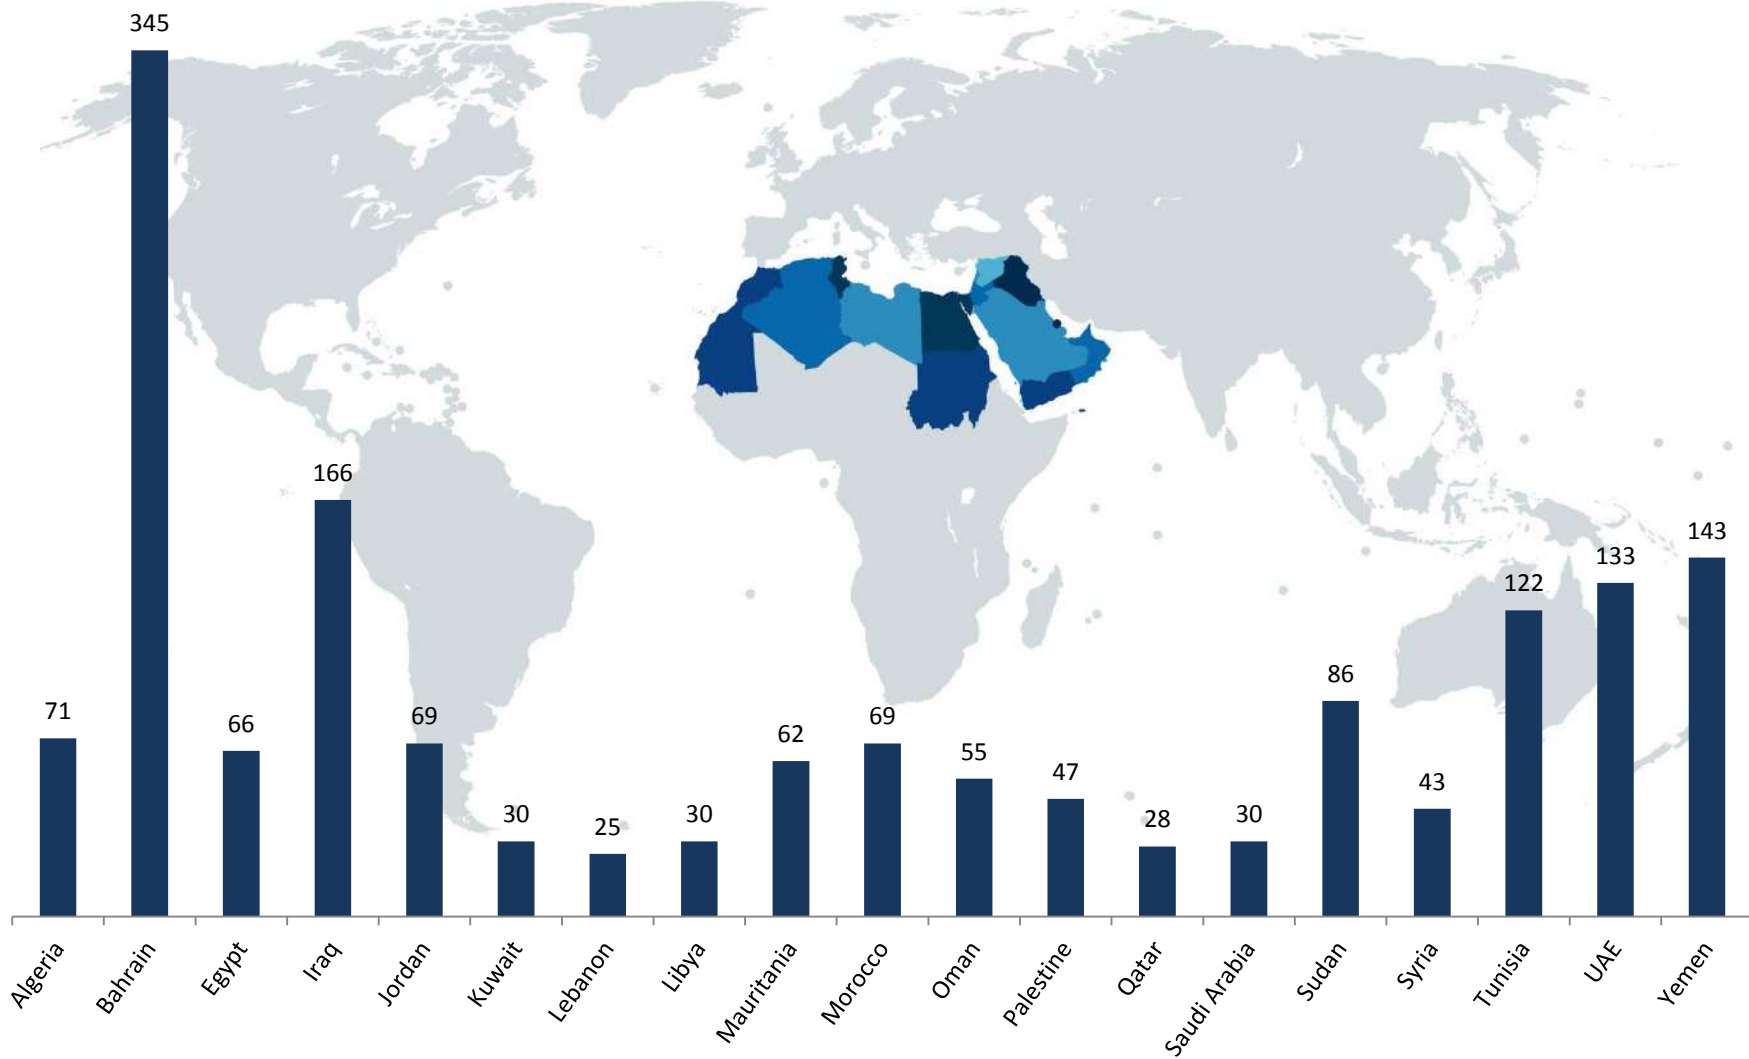 345
166
143
133
122
86
71
69
69
66
62
55
47
43
30
30
30
28
25
Algeria
Bahrain
Egypt
Iraq
Jordan
Kuwait
Lebanon
Libya
Mauritania
Morocco
Oman
Palestine
Qatar
Saudi Arabia
Sudan
Syria
Tunisia
UAE
Yemen